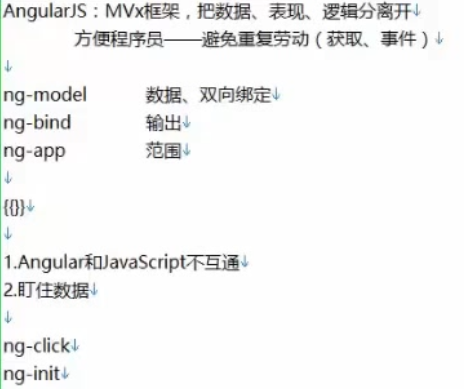 AngularJS：MVx框架，把数据、表现、逻辑分离开↓
方便程序员——避免重复劳动（获取、事件）↓
↓
ng-model 数据、双向绑定↓
ng-bind 输出↓
ng-app 范围↓
↓
{{}}↓
↓
1.Angular和JavaScript不互通↓
2.盯住数据↓
↓
ng-click↓
ng-init↓